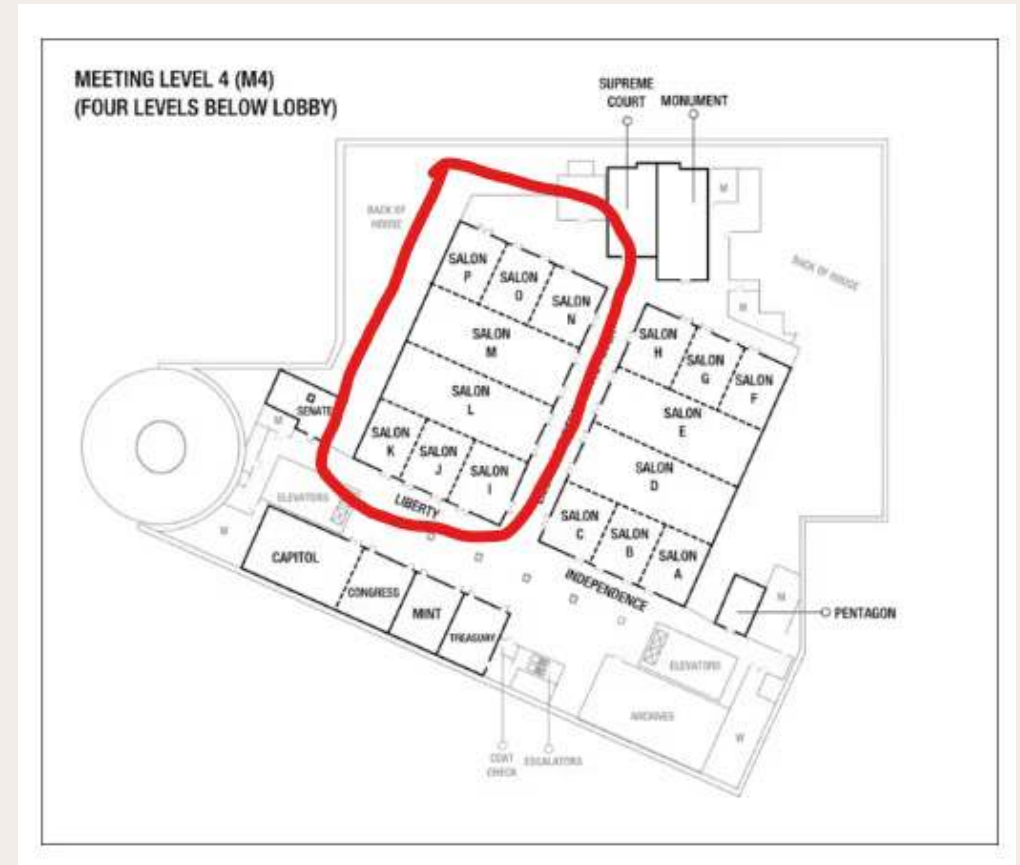 MEETING LEVEL 4 (M4)
(FOUR LEVELS BELOW LOBBY)
SUPREME
COURT
MONUMENT
BACK OF
HOUSE
M
BACK OF HOUSE
M
SALON
P
SALON
O
SALON
N
SALON
M
SALON
L
SALON
K
SALON
J
SALON
I
LIBERTY
SALON
H
SALON
G
SALON
F
SALON
E
SALON
D
SALON
C
SALON
B
SALON
A
INDEPENDENCE
SENATE
M
ELEVATORS
CAPITOL
CONGRESS
MINT
TREASURY
M
PENTAGON
ELEVATORS
ARCHIVES
W
COAT
CHECK
ESCALATORS